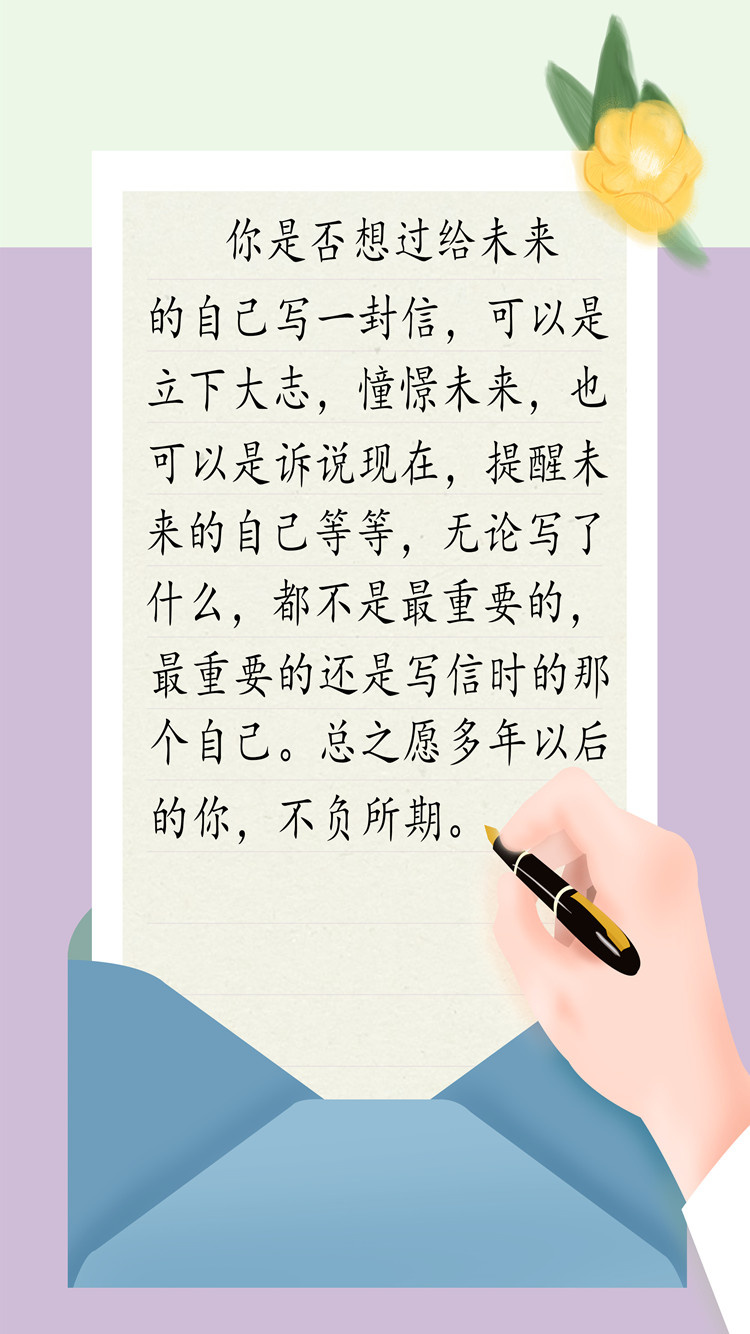 你是否想过给未来
的自己写一封信，可以是
立下大志，憧憬未来，也
可以是诉说现在，提醒未
来的自己等等，无论写了
什么，都不是最重要的，
最重要的还是写信时的那
个自己。总之愿多年以后
的你，不负所期。